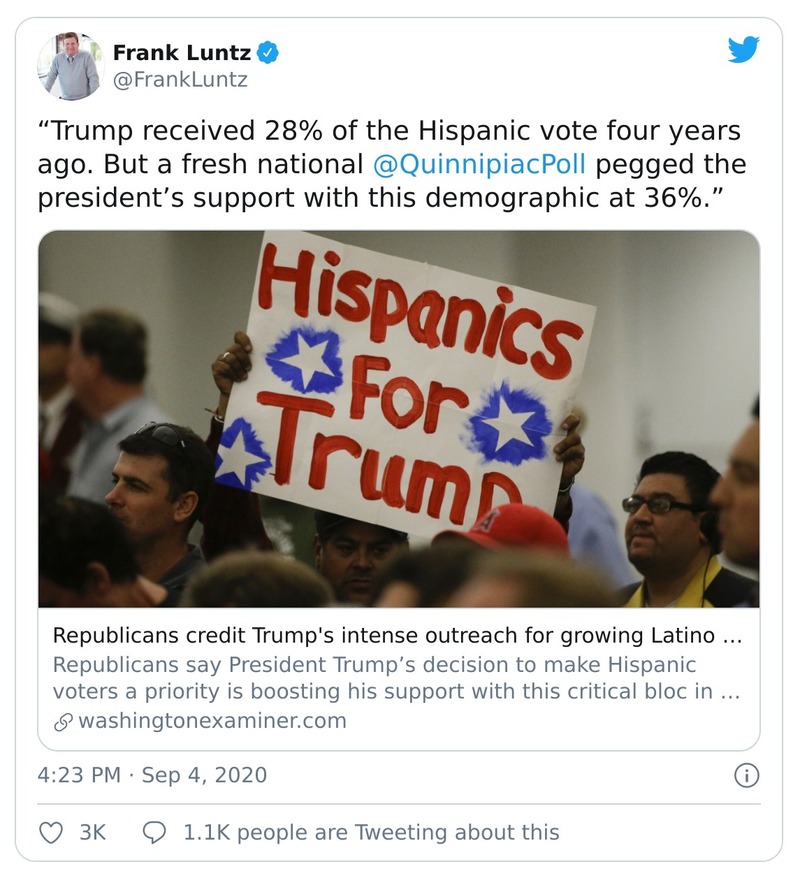 Frank Luntz
@FrankLuntz
“Trump received 28% of the Hispanic vote four years
ago. But a fresh national @QuinnipiacPoll pegged the
president’s support with this demographic at 36%.”
Hispanics
For
Trump
A
Republicans credit Trump's intense outreach for growing Latino ...
Republicans say President Trump’s decision to make Hispanic
voters a priority is boosting his support with this critical bloc in ...
washingtonexaminer.com
4:23 PM · Sep 4, 2020
3K
1.1K people are Tweeting about this